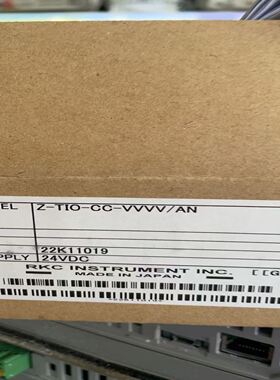 EL Z-TIO-CC-VVVV/AN
22K11019
PPLY 24VDC
RKC INSTRUMENT INC.
MADE IN JAPAN